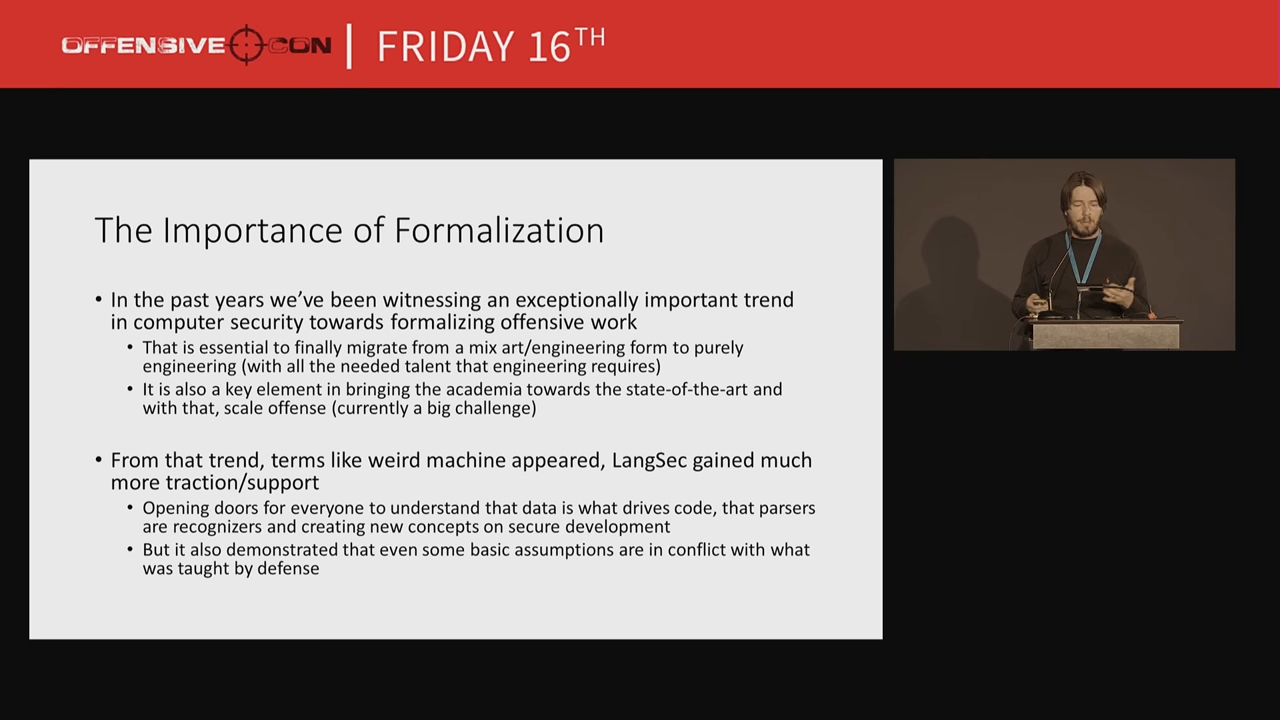 OFFENSIVE CON | FRIDAY 16TH
The Importance of Formalization
• In the past years we’ve been witnessing an exceptionally important trend
in computer security towards formalizing offensive work
• That is essential to finally migrate from a mix art/engineering form to purely
engineering (with all the needed talent that engineering requires)
• It is also a key element in bringing the academia towards the state-of-the-art and
with that, scale offense (currently a big challenge)
• From that trend, terms like weird machine appeared, LangSec gained much
more traction/support
• Opening doors for everyone to understand that data is what drives code, that parsers
are recognizers and creating new concepts on secure development
• But it also demonstrated that even some basic assumptions are in conflict with what
was taught by defense